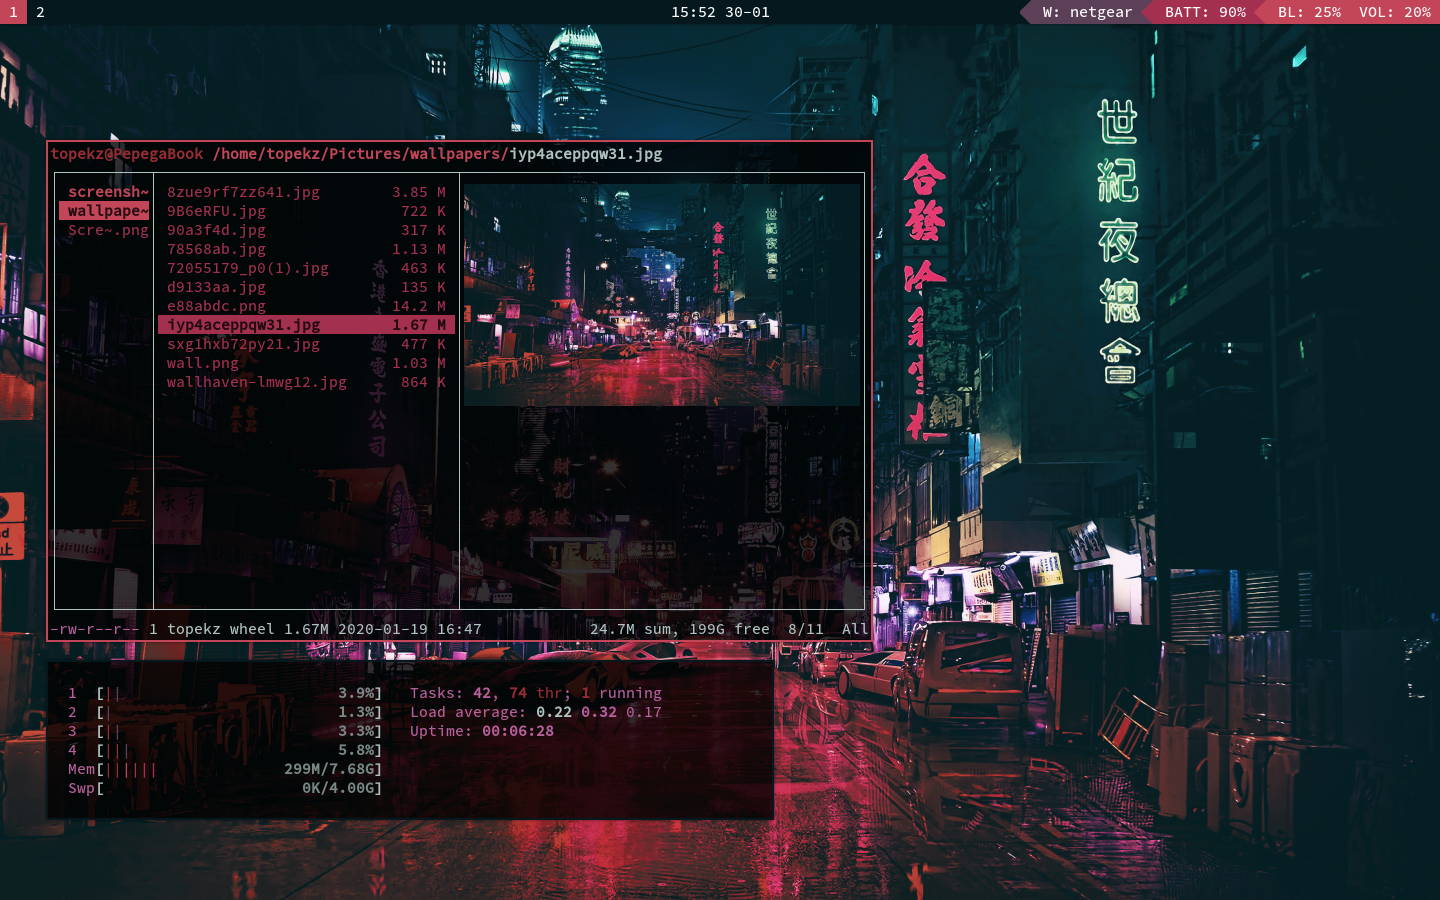 1 2 15:52 30-01 W: netgear BATT: 90% BL: 25% VOL: 20%
topekz@PepegaBook /home/topekz/Pictures/wallpapers/iyp4aceppqw31.jpg
screensh~
wallpape~
Scre~.png
8zue9rf7zz641.jpg 3.85 M
9B6eRFU.jpg 722 K
90a3f4d.jpg 317 K
78568ab.jpg 1.13 M
72055179_p0(1).jpg 463 K
d9133aa.jpg 135 K
e88abdc.png 14.2 M
iyp4aceppqw31.jpg 1.67 M
sxg1hxb72py21.jpg 477 K
wall.png 1.03 M
wallhaven-lmwg12.jpg 864 K
-rw-r--r-- 1 topekz wheel 1.67M 2020-01-19 16:47 24.7M sum, 199G free 8/11 All
1 [|| 3.9%]
2 [| 1.3%]
3 [|| 3.3%]
4 [||| 5.8%]
Mem[|||||| 299M/7.68G]
Swp[ 0K/4.00G]
Tasks: 42, 74 thr; 1 running
Load average: 0.22 0.32 0.17
Uptime: 00:06:28
合發
世紀夜總會
電子公司
財記